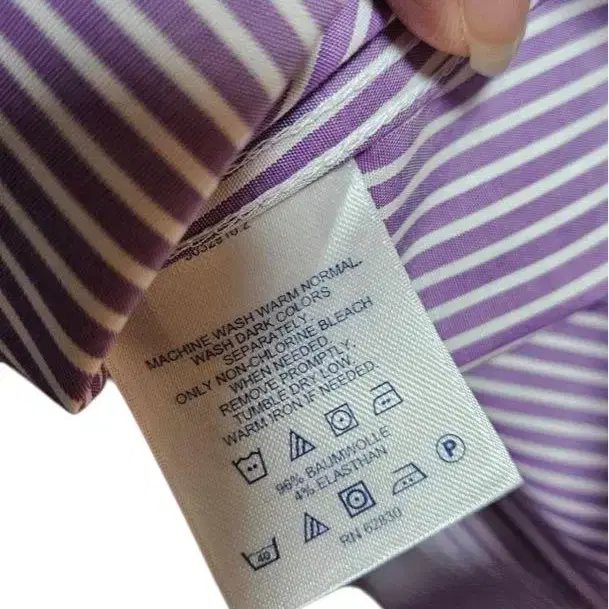 MACHINE WASH WARM NORMAL.
WASH DARK COLORS
SEPARATELY
ONLY NON-CHLORINE BLEACH
WHEN NEEDED.
REMOVE PROMPTLY.
TUMBLE DRY LOW.
WARM IRON IF NEEDED.
96% BAUMWOLLE
4% ELASTHAN
40
P
RN 62830